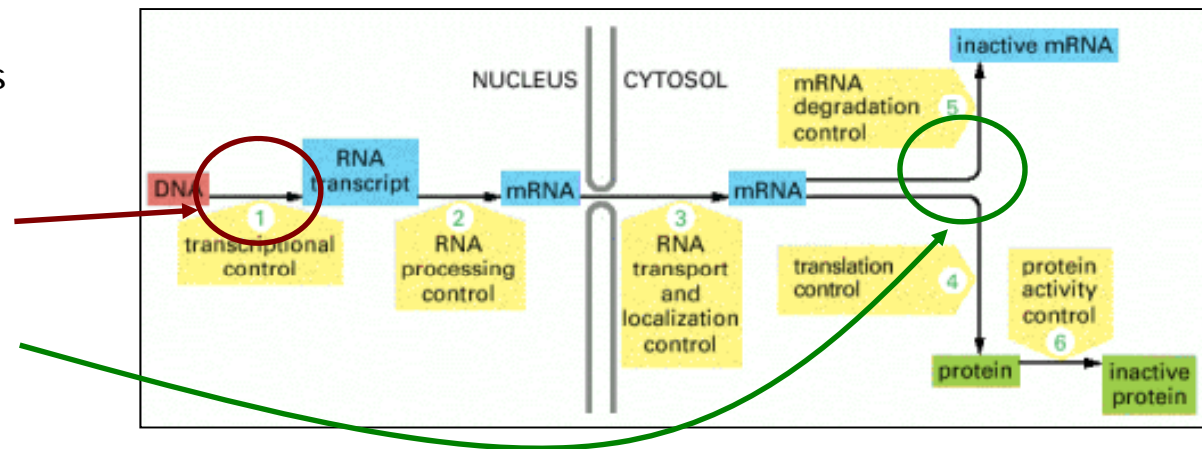 s
NUCLEUS
CYTOSOL
inactive mRNA
mRNA
degradation
control
5
DNA
RNA
transcript
mRNA
mRNA
1
transcriptional
control
2
RNA
processing
control
3
RNA
transport
and
localization
control
translation
control
4
protein
activity
control
6
protein
inactive
protein